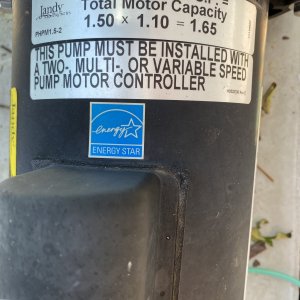 Jandy
Total Motor Capacity
PHPM1.5-2
1.50 x 1.10 = 1.65
THIS PUMP MUST BE INSTALLED WITH
A TWO-, MULTI-, OR VARIABLE SPEED
PUMP MOTOR CONTROLLER
energy
ENERGY STAR